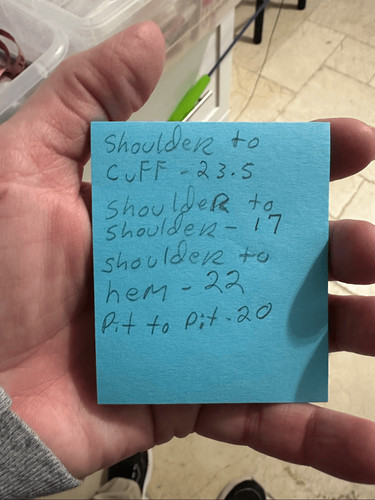 Shoulder to
Cuff - 23.5
Shoulder to
shoulder - 17
shoulder to
hem - 22
Pit to Pit - 20